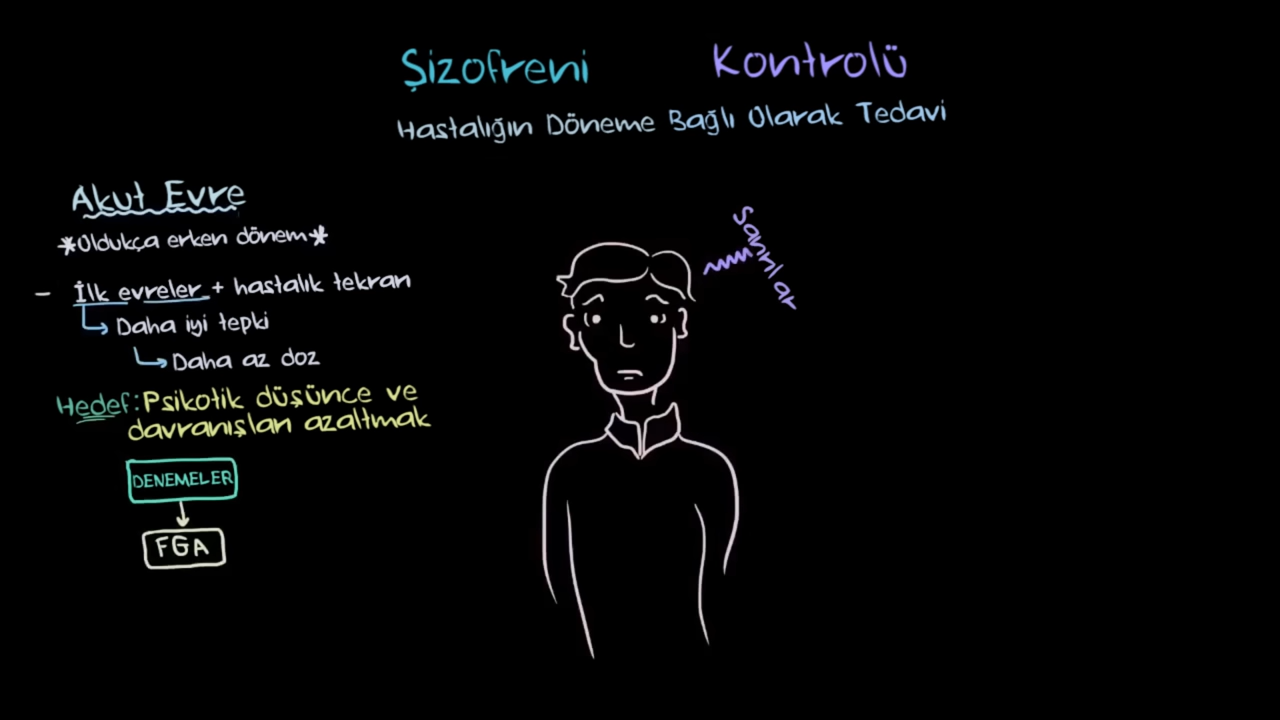 Şizofreni Kontrolü
Hastalığın Döneme Bağlı Olarak Tedavi
Akut Evre
*Oldukça erken dönem*
- İlk evreler + hastalık tekrarı
Daha iyi tepki
Daha az doz
Hedef: Psikotik düşünce ve
davranışları azaltmak
DENEMELER
FGA
Sanrılar